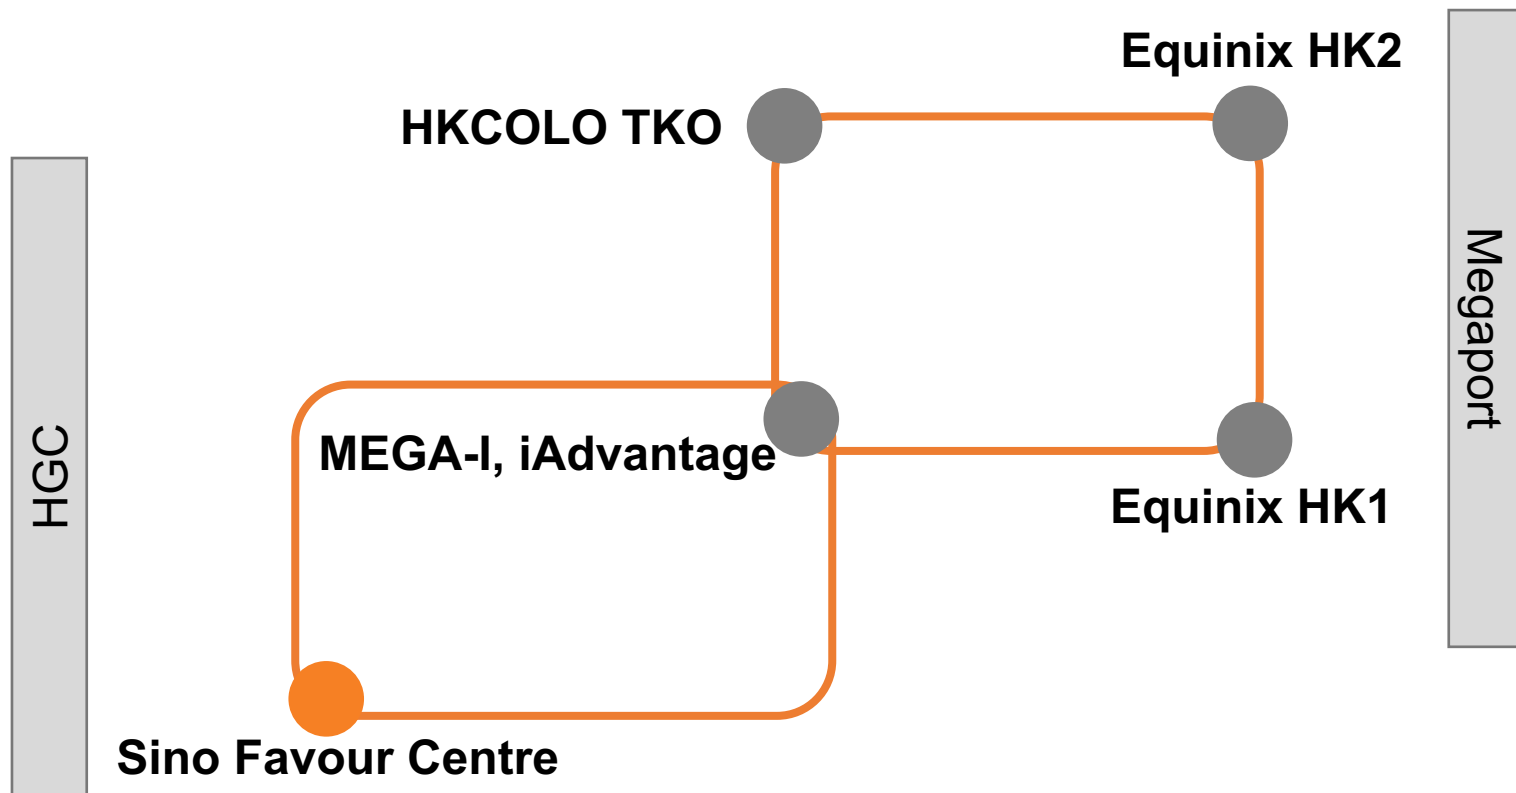 Equinix HK2
HKCOLO TKO
Megaport
HGC
MEGA-I, iAdvantage
Equinix HK1
Sino Favour Centre